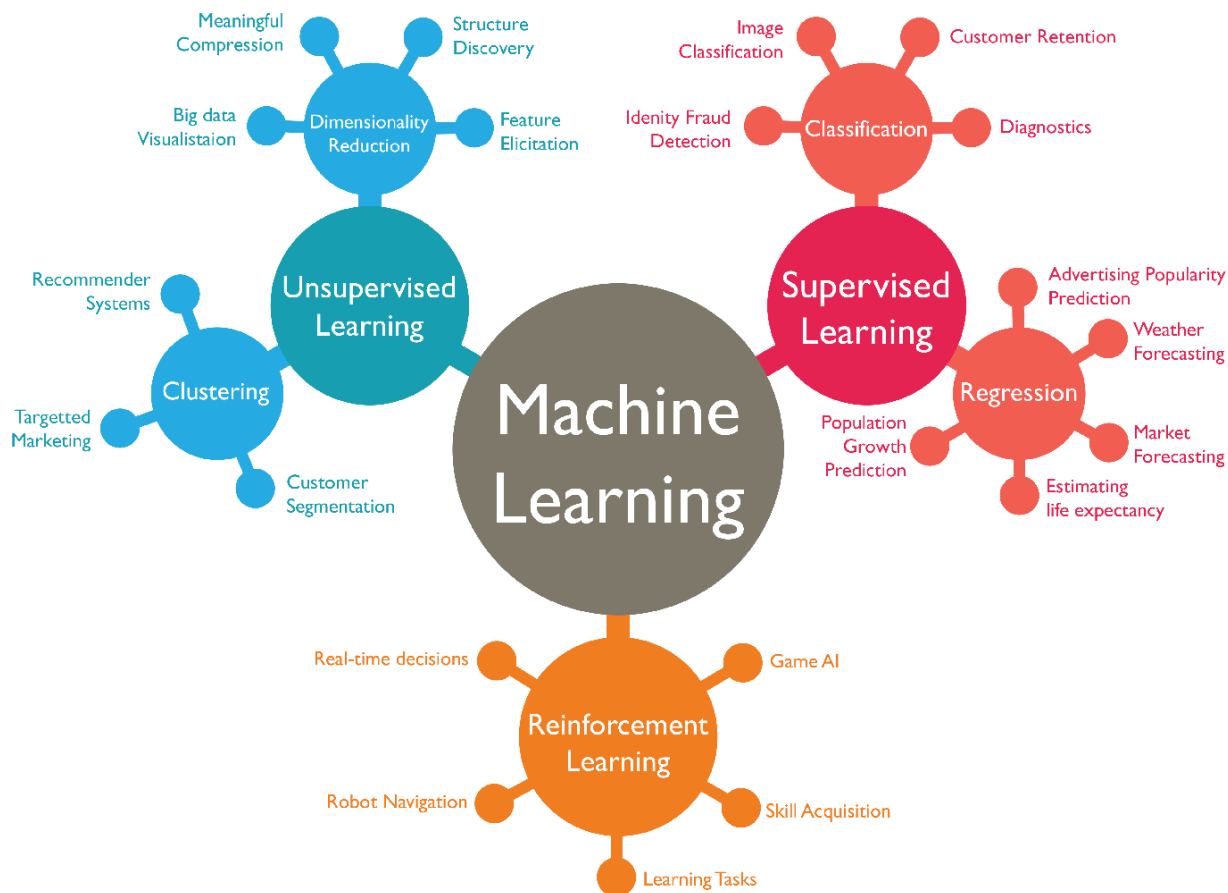 Meaningful
Compression
Structure
Discovery
Big data
Visualistaion
Dimensionality
Reduction
Feature
Elicitation
Image
Classification
Customer Retention
Idenity Fraud
Detection
Classification
Diagnostics
Recommender
Systems
Unsupervised
Learning
Clustering
Targetted
Marketing
Customer
Segmentation
Supervised
Learning
Advertising Popularity
Prediction
Weather
Forecasting
Regression
Population
Growth
Prediction
Market
Forecasting
Estimating
life expectancy
Machine
Learning
Real-time decisions
Game AI
Reinforcement
Learning
Robot Navigation
Skill Acquisition
Learning Tasks